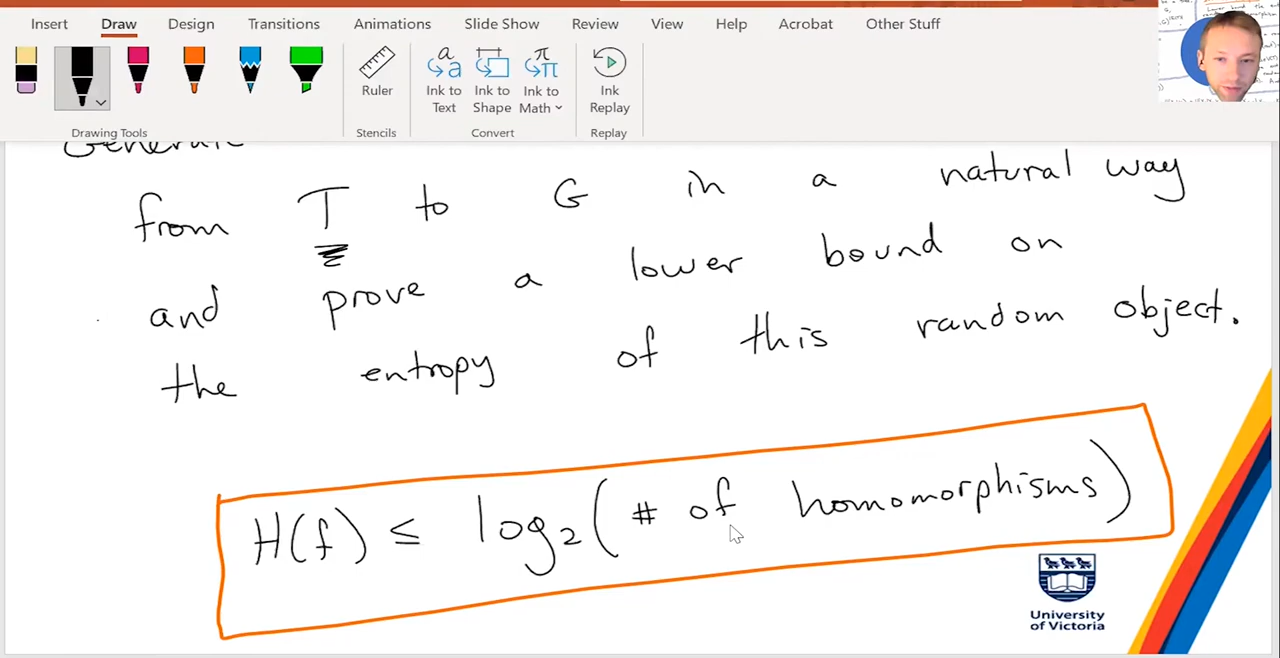 Insert Draw Design Transitions Animations Slide Show Review View Help Acrobat Other Stuff
Ruler
Ink to Text
Ink to Shape
Ink to Math
Ink Replay
Drawing Tools Stencils Convert Replay
Generate
from T to G in a natural way
and prove a lower bound on
the entropy of this random object.
H(f) ≤ log₂(# of homomorphisms)
University
of Victoria